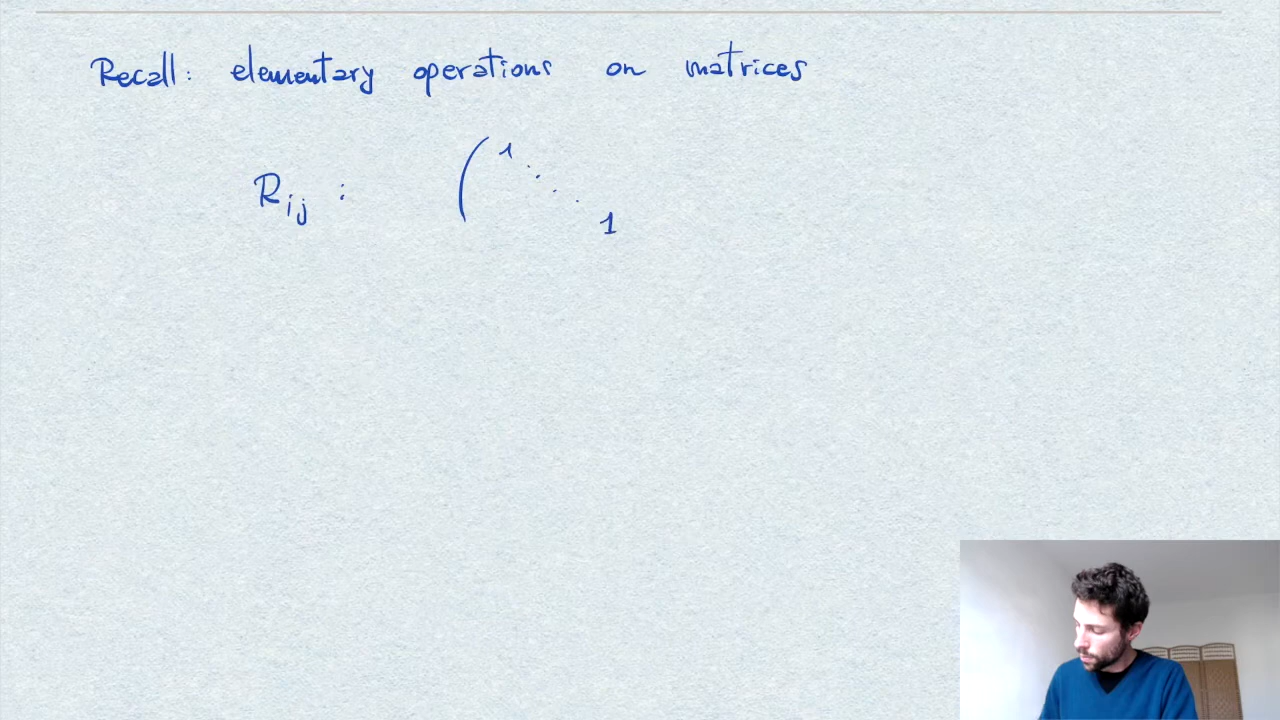 Recall: elementary operations on matrices
R_ij : ( 1 ⋱ 1